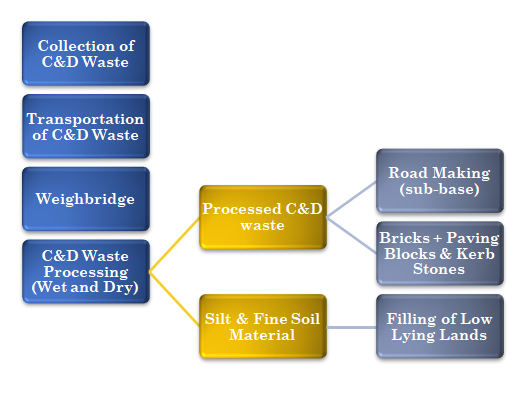 Collection of
C&D Waste
Transportation
of C&D Waste
Weighbridge
C&D Waste
Processing
(Wet and Dry)
Processed C&D
waste
Silt & Fine Soil
Material
Road Making
(sub-base)
Bricks + Paving
Blocks & Kerb
Stones
Filling of Low
Lying Lands